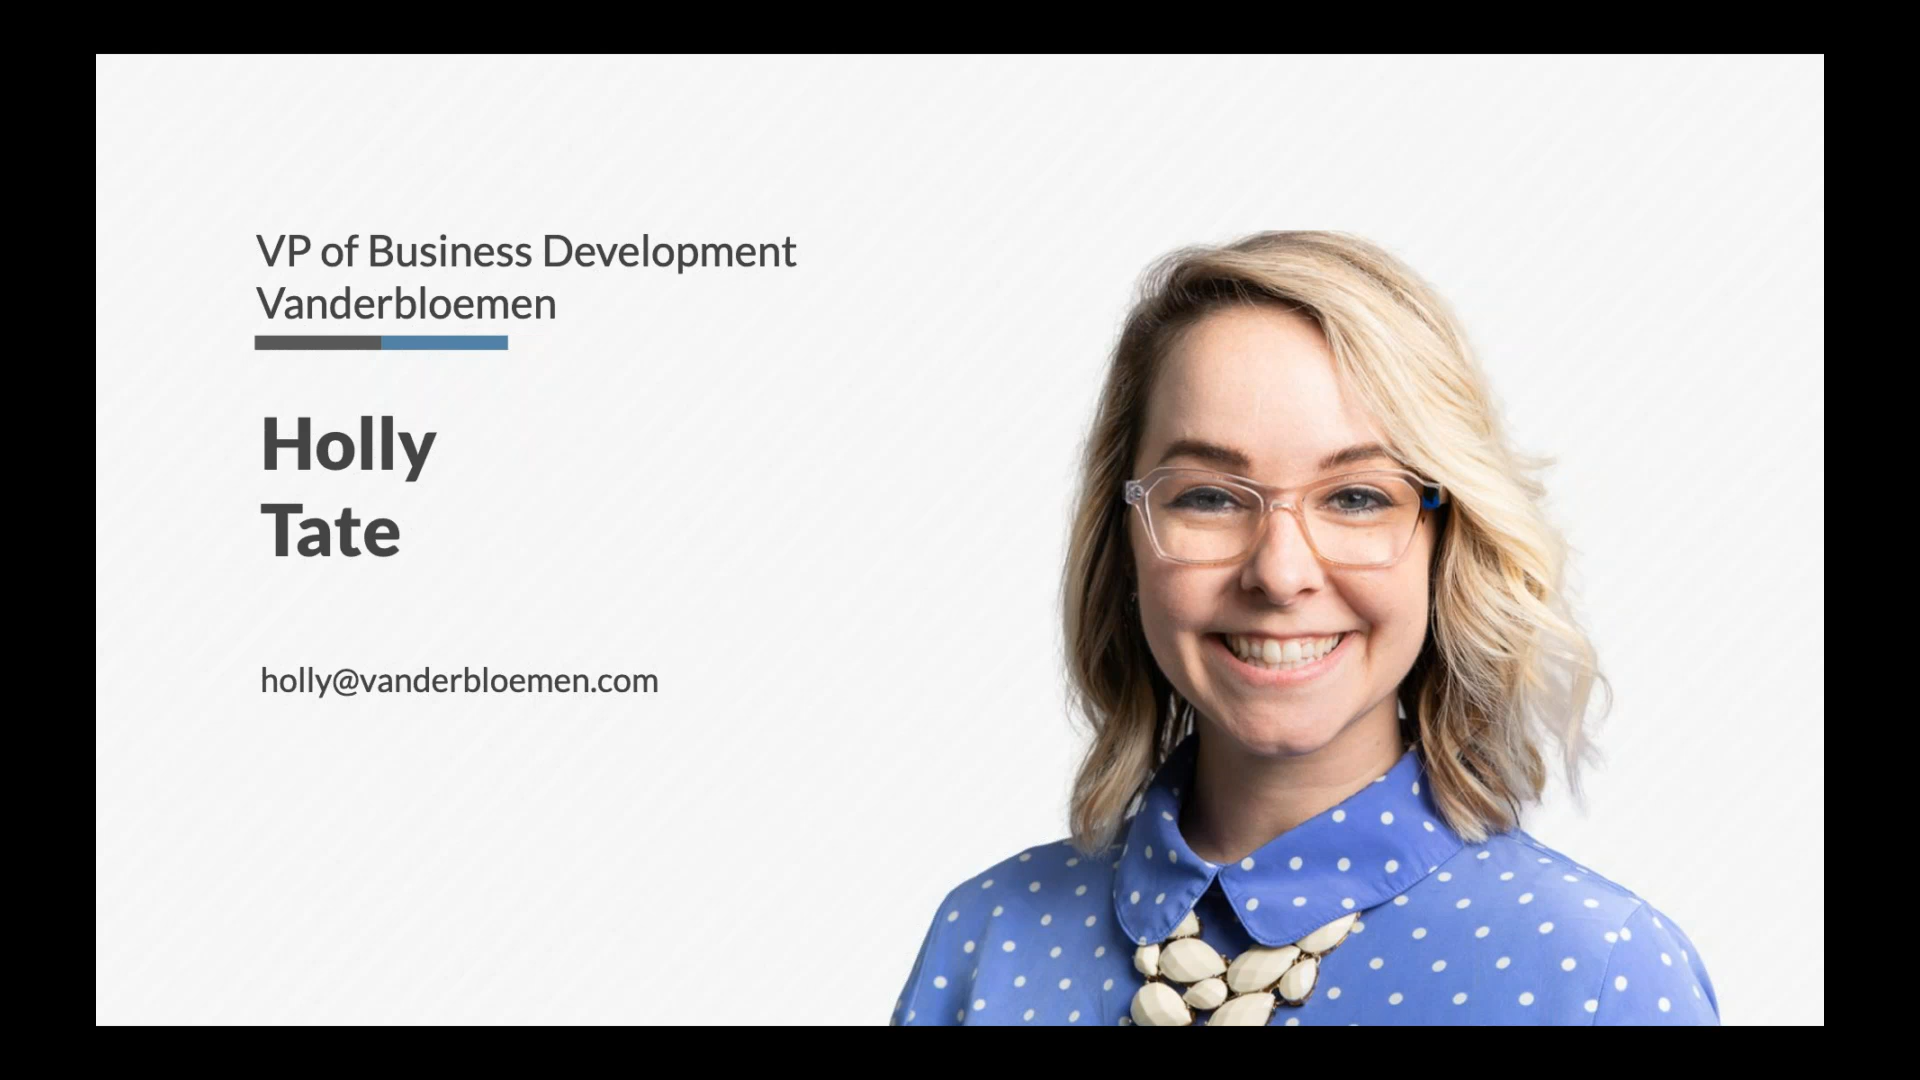 VP of Business Development
Vanderbloemen
Holly
Tate
holly@vanderbloemen.com